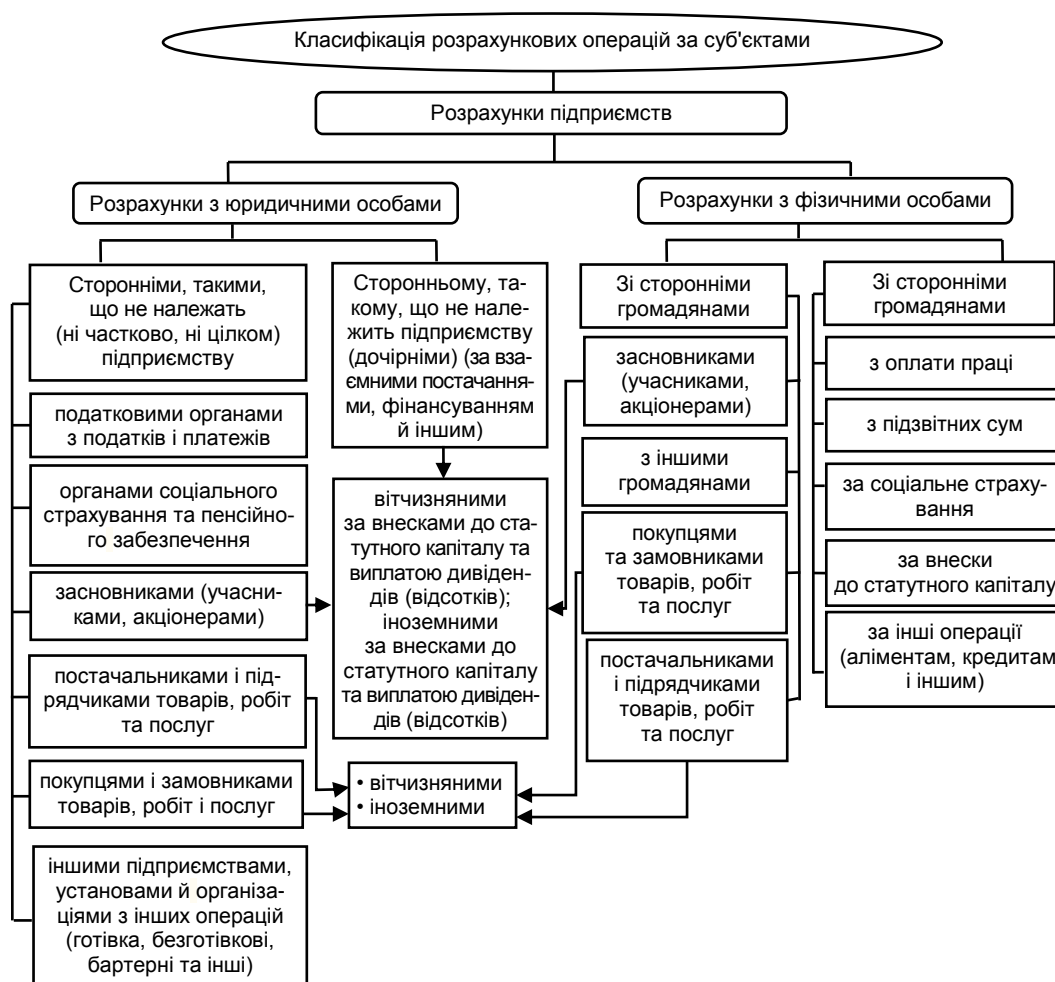 Класифікація розрахункових операцій за суб'єктами
Розрахунки підприємств
Розрахунки з юридичними особами
Розрахунки з фізичними особами
Сторонніми, такими,
що не належать
(ні частково, ні цілком)
підприємству
податковими органами
з податків і платежів
органами соціального
страхування та пенсійно-
го забезпечення
засновниками (учасни-
ками, акціонерами)
постачальниками і під-
рядчиками товарів, робіт
та послуг
покупцями і замовниками
товарів, робіт і послуг
іншими підприємствами,
установами й організа-
ціями з інших операцій
(готівка, безготівкові,
бартерні та інші)
Сторонньому, та-
кому, що не нале-
жить підприємству
(дочірніми) (за вза-
ємними постачання-
ми, фінансуванням
й іншим)
вітчизняними
за внесками до ста-
тутного капіталу та
виплатою дивіден-
дів (відсотків);
іноземними
за внесками до
статутного капіталу
та виплатою дивіден-
дів (відсотків)
• вітчизняними
• іноземними
Зі сторонніми
громадянами
засновниками
(учасниками,
акціонерами)
з іншими
громадянами
покупцями
та замовниками
товарів, робіт
та послуг
постачальниками
і підрядчиками
товарів, робіт
та послуг
Зі сторонніми
громадянами
з оплати праці
з підзвітних сум
за соціальне страху-
вання
за внески
до статутного капіталу
за інші операції
(аліментам, кредитам
і іншим)